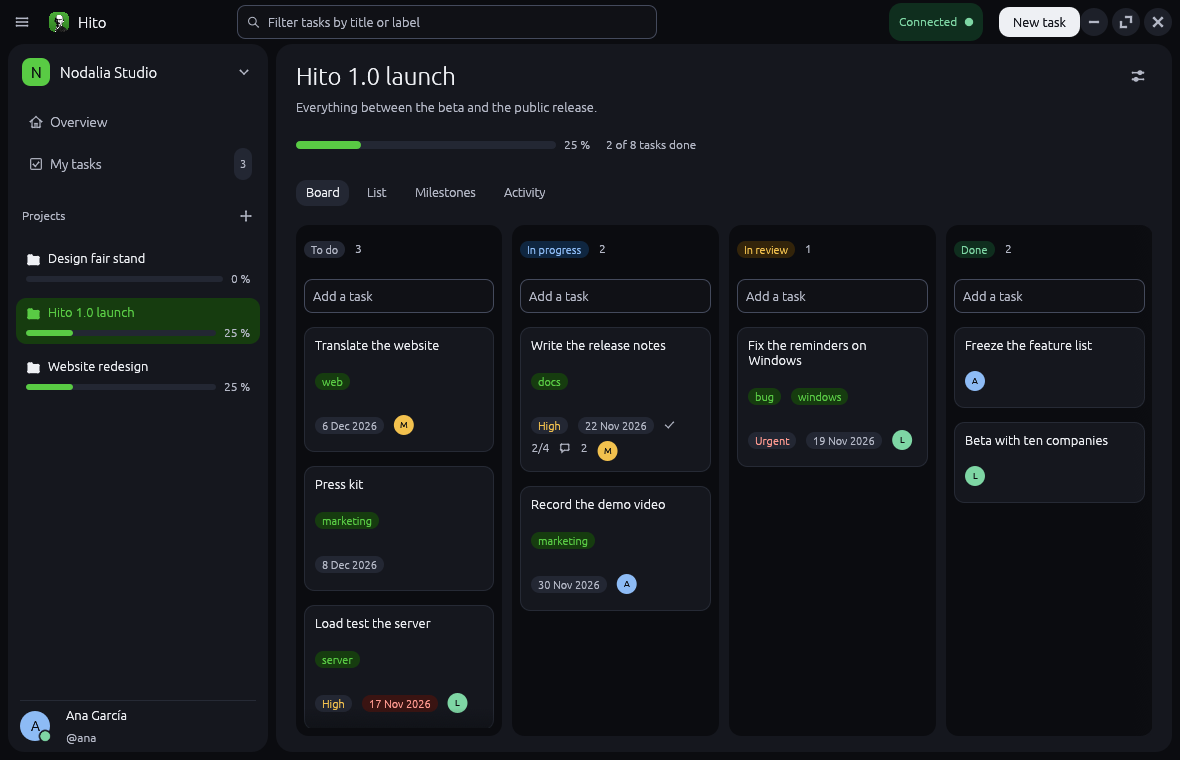 Hito
Filter tasks by title or label
Connected
New task
N
Nodalia Studio
Overview
My tasks
3
Projects
Design fair stand
0 %
Hito 1.0 launch
25 %
Website redesign
25 %
A
Ana García
@ana
Hito 1.0 launch
Everything between the beta and the public release.
25 %
2 of 8 tasks done
Board
List
Milestones
Activity
To do
3
Add a task
Translate the website
web
6 Dec 2026
M
Press kit
marketing
8 Dec 2026
Load test the server
server
High
17 Nov 2026
L
In progress
2
Add a task
Write the release notes
docs
High
22 Nov 2026
2/4
2
M
Record the demo video
marketing
30 Nov 2026
A
In review
1
Add a task
Fix the reminders on
Windows
bug
windows
Urgent
19 Nov 2026
L
Done
2
Add a task
Freeze the feature list
A
Beta with ten companies
L